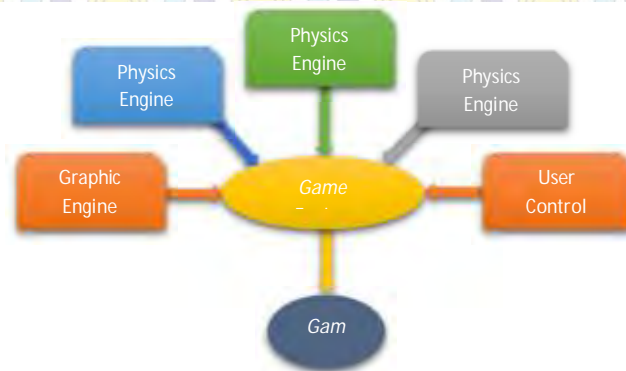 Physics
Engine
Physics
Engine
Physics
Engine
Graphic
Engine
Game
User
Control
Gam